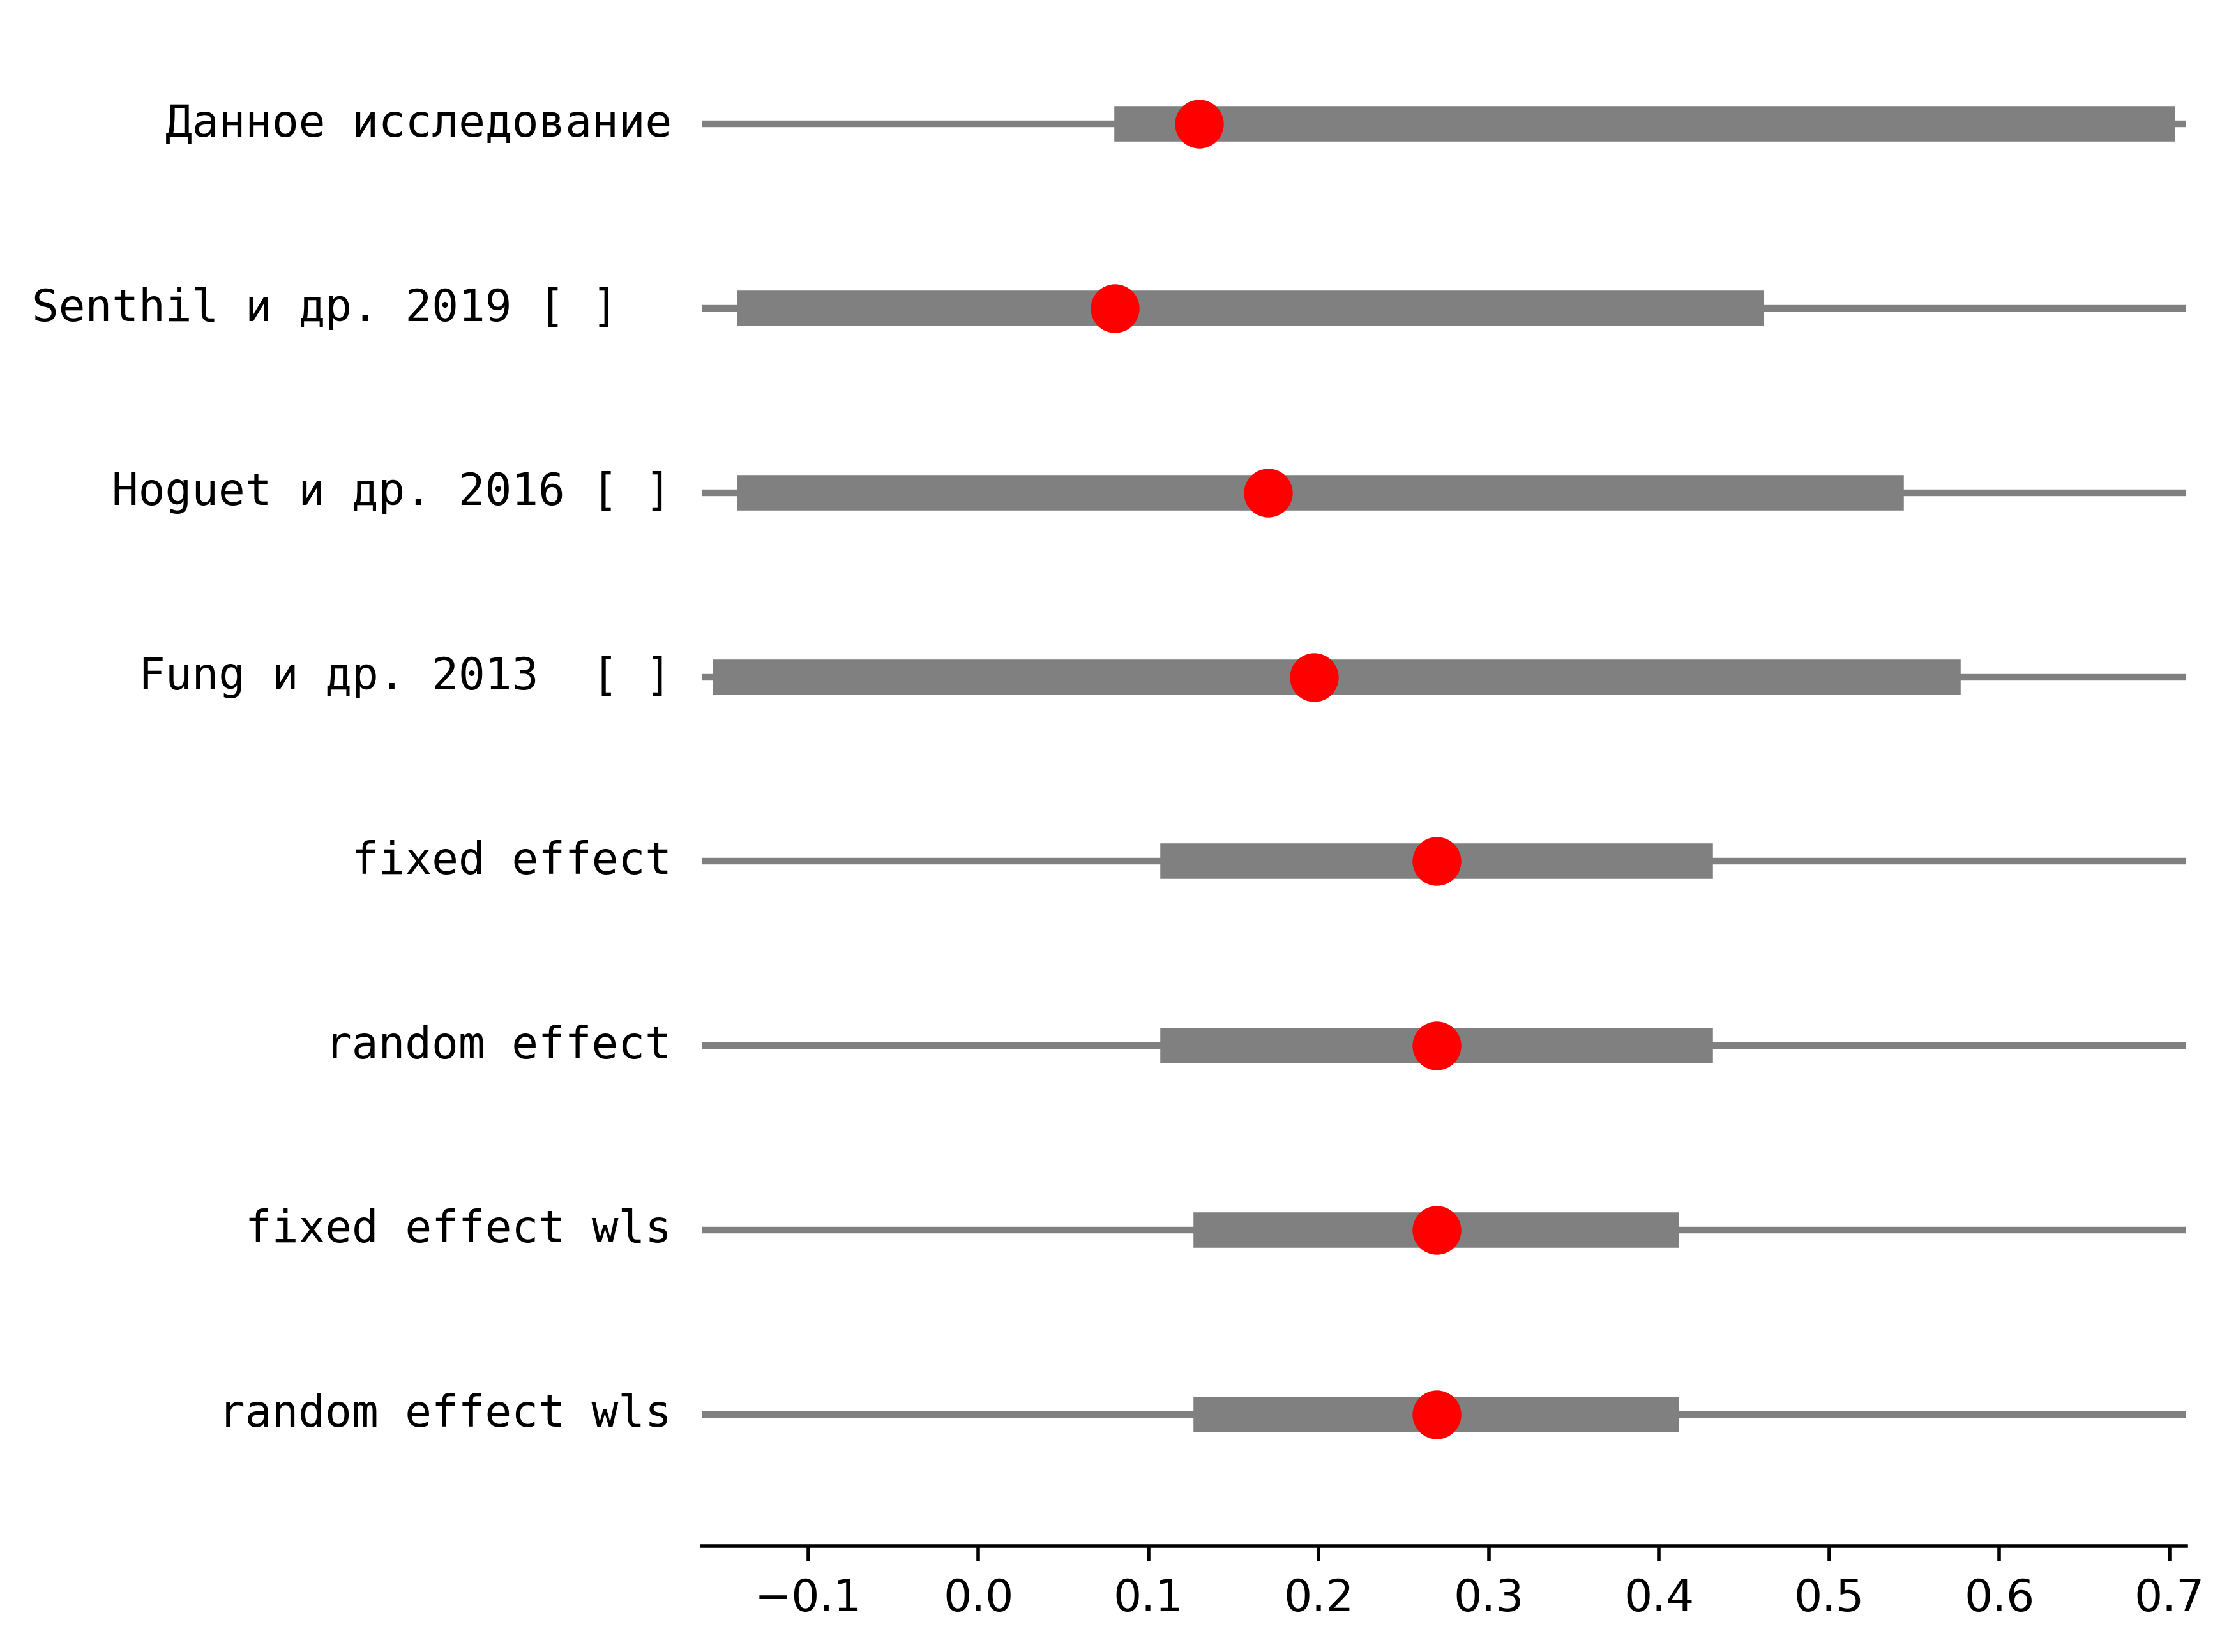 Данное исследование
Senthil и др. 2019 [ ]
Hoguet и др. 2016 [ ]
Fung и др. 2013  [ ]
fixed effect
random effect
fixed effect wls
random effect wls
−0.1 0.0 0.1 0.2 0.3 0.4 0.5 0.6 0.7